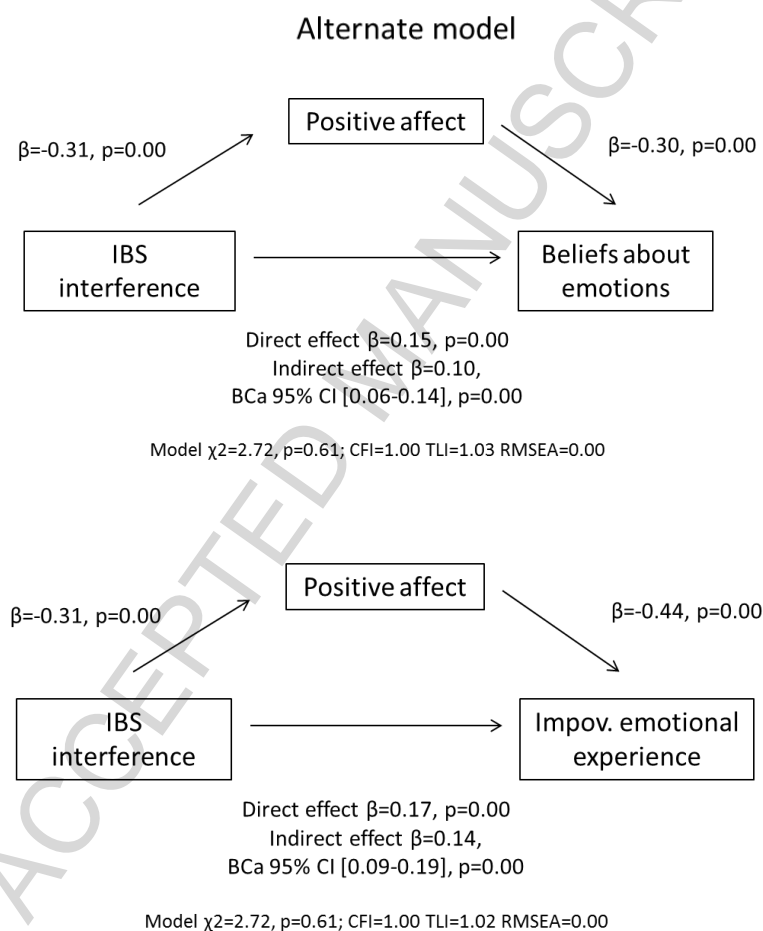 Alternate model
Positive affect
β=-0.31, p=0.00
β=-0.30, p=0.00
IBS
interference
Beliefs about
emotions
Direct effect β=0.15, p=0.00
Indirect effect β=0.10,
BCa 95% CI [0.06-0.14], p=0.00
Model χ2=2.72, p=0.61; CFI=1.00 TLI=1.03 RMSEA=0.00
Positive affect
β=-0.31, p=0.00
β=-0.44, p=0.00
IBS
interference
Impov. emotional
experience
Direct effect β=0.17, p=0.00
Indirect effect β=0.14,
BCa 95% CI [0.09-0.19], p=0.00
Model χ2=2.72, p=0.61; CFI=1.00 TLI=1.02 RMSEA=0.00
ACCEPTED MANUSCR